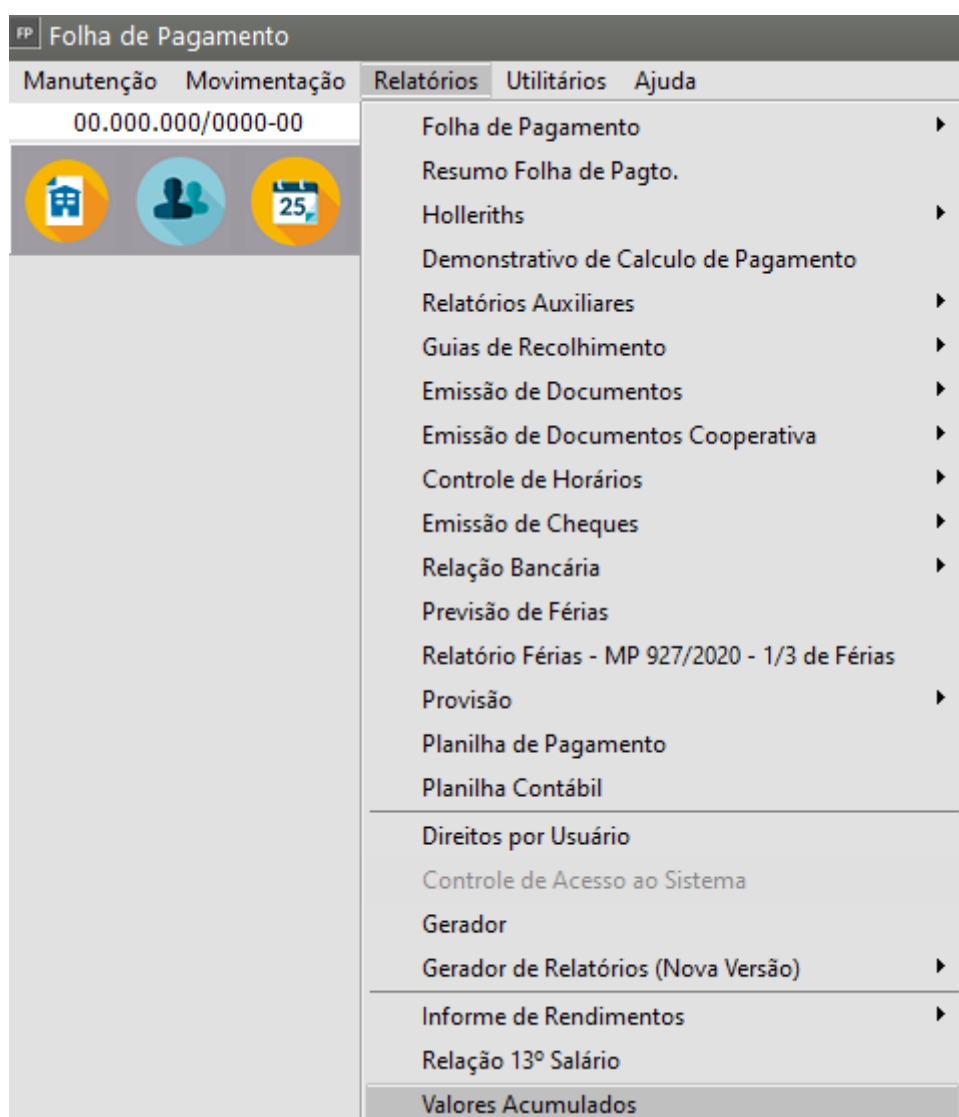 FP Folha de Pagamento
Manutenção Movimentação Relatórios Utilitários Ajuda
00.000.000/0000-00
25
Folha de Pagamento
Resumo Folha de Pagto.
Holleriths
Demonstrativo de Calculo de Pagamento
Relatórios Auxiliares
Guias de Recolhimento
Emissão de Documentos
Emissão de Documentos Cooperativa
Controle de Horários
Emissão de Cheques
Relação Bancária
Previsão de Férias
Relatório Férias - MP 927/2020 - 1/3 de Férias
Provisão
Planilha de Pagamento
Planilha Contábil
Direitos por Usuário
Controle de Acesso ao Sistema
Gerador
Gerador de Relatórios (Nova Versão)
Informe de Rendimentos
Relação 13º Salário
Valores Acumulados